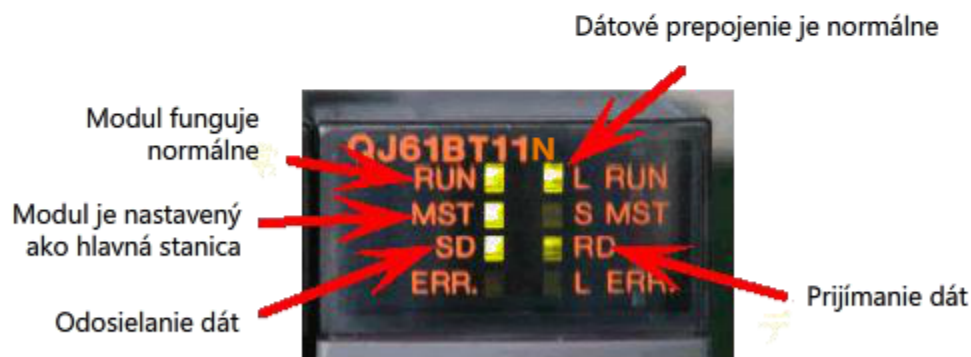 Dátové prepojenie je normálne
Modul funguje
normálne
QJ61BT11N
RUN L RUN
Modul je nastavený
ako hlavná stanica
MST S MST
SD RD
ERR. L ERR.
Odosielanie dát
Prijímanie dát